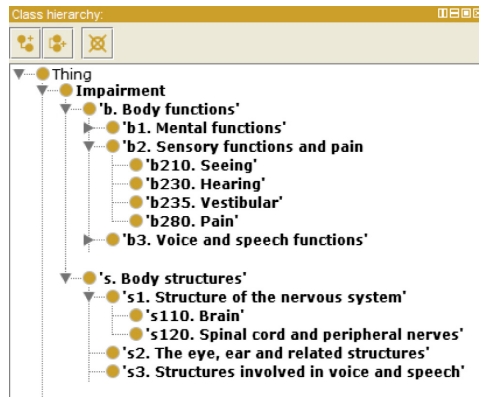 Class hierarchy:
Thing
Impairment
'b. Body functions'
'b1. Mental functions'
'b2. Sensory functions and pain
'b210. Seeing'
'b230. Hearing'
'b235. Vestibular'
'b280. Pain'
'b3. Voice and speech functions'
's. Body structures'
's1. Structure of the nervous system'
's110. Brain'
's120. Spinal cord and peripheral nerves'
's2. The eye, ear and related structures'
's3. Structures involved in voice and speech'